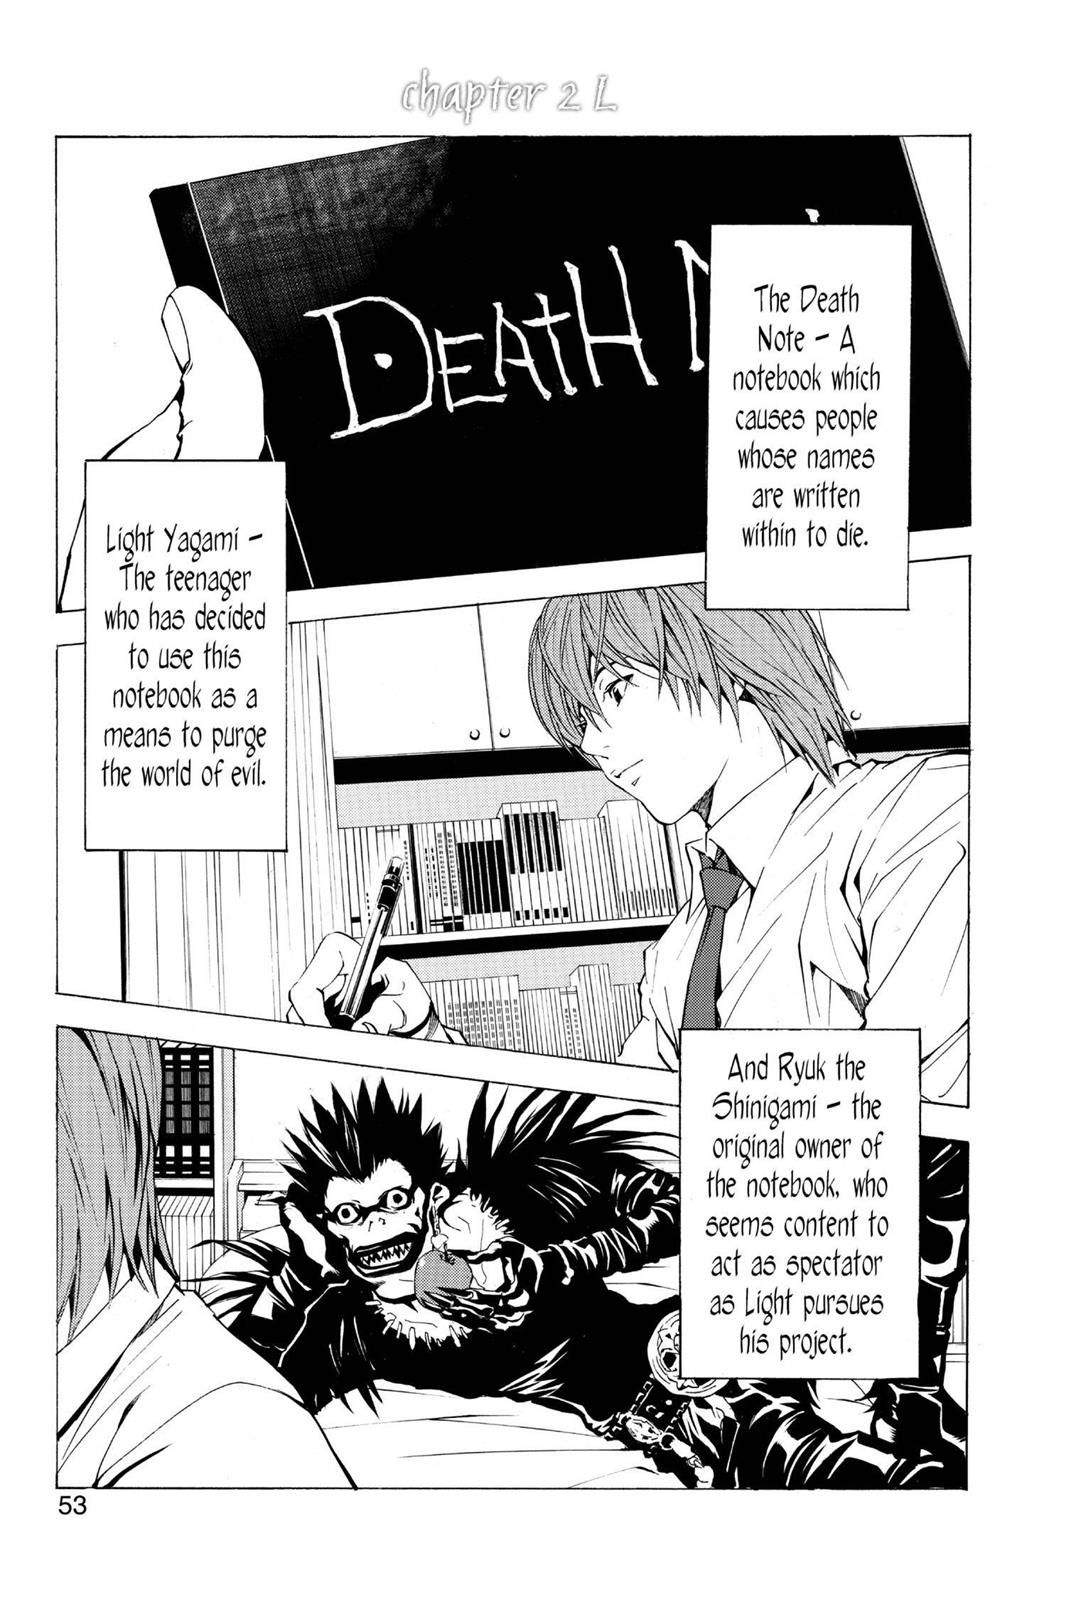 chapter 2 L
DEATH N
The Death
Note – A
notebook which
causes people
whose names
are written
within to die.
Light Yagami –
The teenager
who has decided
to use this
notebook as a
means to purge
the world of evil.
And Ryuk the
Shinigami – the
original owner of
the notebook, who
seems content to
act as spectator
as Light pursues
his project.
53